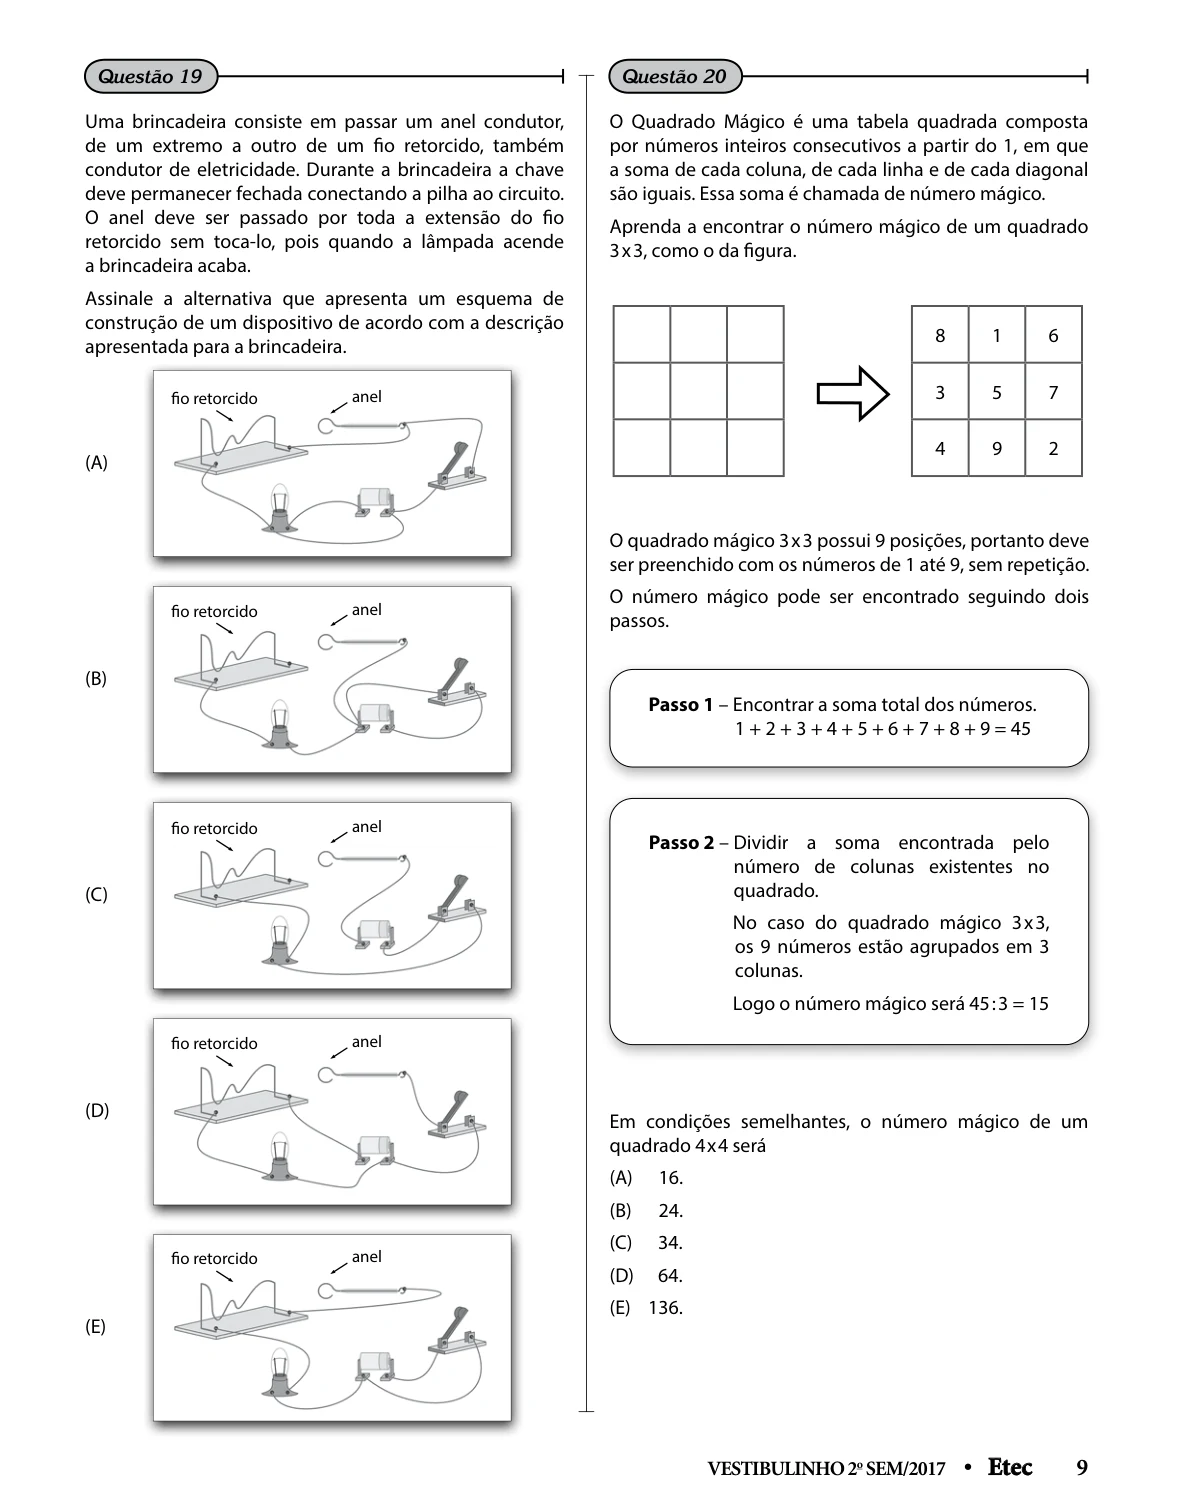 Questão 19
Uma brincadeira consiste em passar um anel condutor,
de um extremo a outro de um fio retorcido, também
condutor de eletricidade. Durante a brincadeira a chave
deve permanecer fechada conectando a pilha ao circuito.
O anel deve ser passado por toda a extensão do fio
retorcido sem toca-lo, pois quando a lâmpada acende
a brincadeira acaba.
Assinale a alternativa que apresenta um esquema de
construção de um dispositivo de acordo com a descrição
apresentada para a brincadeira.
(A)
fio retorcido
anel
(B)
fio retorcido
anel
(C)
fio retorcido
anel
(D)
fio retorcido
anel
(E)
fio retorcido
anel
Questão 20
O Quadrado Mágico é uma tabela quadrada composta
por números inteiros consecutivos a partir do 1, em que
a soma de cada coluna, de cada linha e de cada diagonal
são iguais. Essa soma é chamada de número mágico.
Aprenda a encontrar o número mágico de um quadrado
3x3, como o da figura.
8 1 6
3 5 7
4 9 2
O quadrado mágico 3x3 possui 9 posições, portanto deve
ser preenchido com os números de 1 até 9, sem repetição.
O número mágico pode ser encontrado seguindo dois
passos.
Passo 1 – Encontrar a soma total dos números.
1 + 2 + 3 + 4 + 5 + 6 + 7 + 8 + 9 = 45
Passo 2 – Dividir a soma encontrada pelo
número de colunas existentes no
quadrado.
No caso do quadrado mágico 3x3,
os 9 números estão agrupados em 3
colunas.
Logo o número mágico será 45:3 = 15
Em condições semelhantes, o número mágico de um
quadrado 4x4 será
(A) 16.
(B) 24.
(C) 34.
(D) 64.
(E) 136.
VESTIBULINHO 2º SEM/2017 • Etec 9